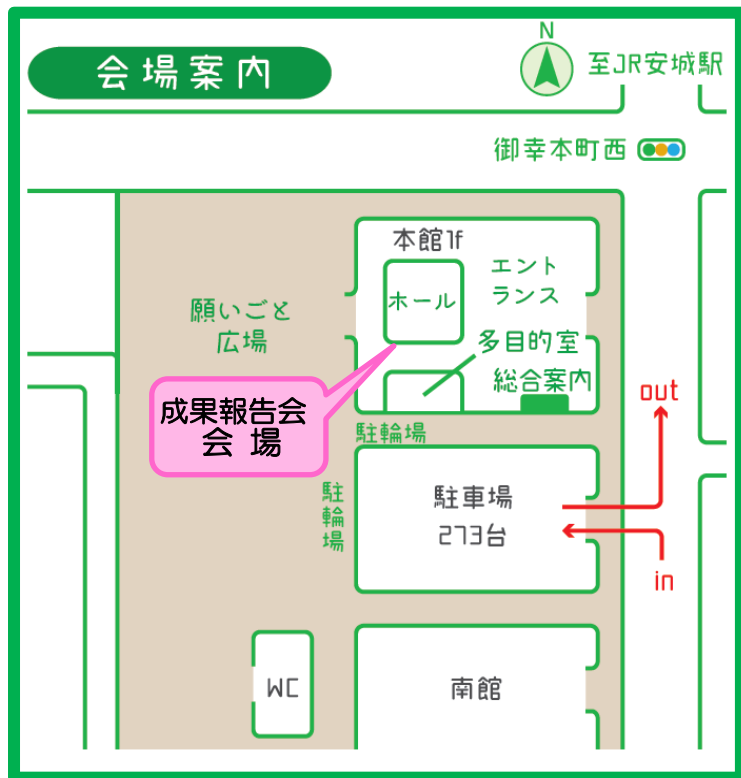 会場案内
N
至JR安城駅
御幸本町西
本館1f
エント
ランス
ホール
願いごと
広場
多目的室
総合案内
成果報告会
会 場
out
駐輪場
駐輪場
駐車場
273台
in
WC
南館